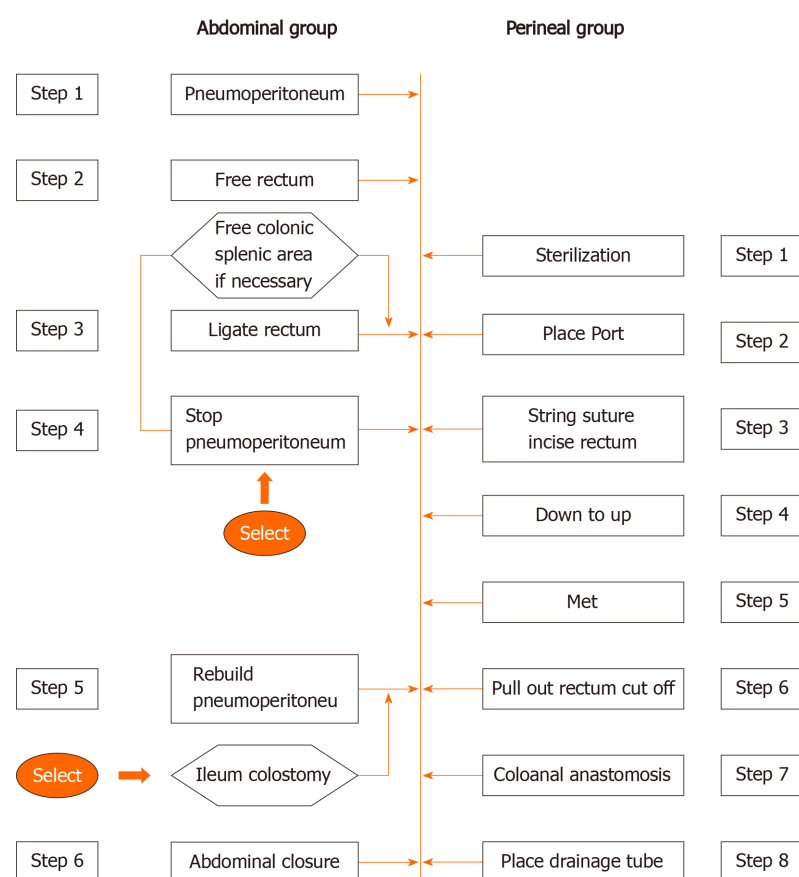 Abdominal group
Perineal group
Step 1
Pneumoperitoneum
Step 2
Free rectum
Free colonic
splenic area
if necessary
Sterilization
Step 1
Step 3
Ligate rectum
Place Port
Step 2
Step 4
Stop
pneumoperitoneum
String suture
incise rectum
Step 3
Select
Down to up
Step 4
Met
Step 5
Step 5
Rebuild
pneumoperitoneu
Pull out rectum cut off
Step 6
Select
Ileum colostomy
Coloanal anastomosis
Step 7
Step 6
Abdominal closure
Place drainage tube
Step 8